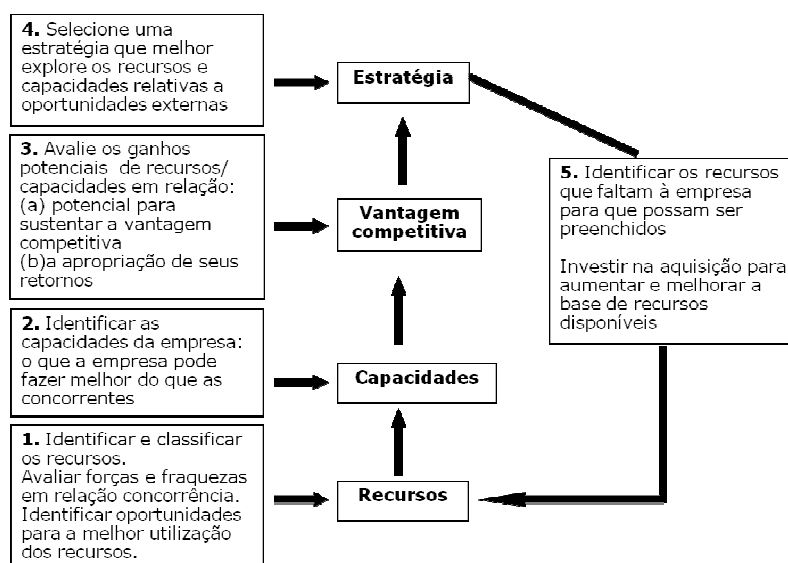 4. Selecione uma
estratégia que melhor
explore os recursos e
capacidades relativas a
oportunidades externas
Estratégia
3. Avalie os ganhos
potenciais de recursos/
capacidades em relação:
(a) potencial para
sustentar a vantagem
competitiva
(b)a apropriação de seus
retornos
Vantagem
competitiva
5. Identificar os recursos
que faltam à empresa
para que possam ser
preenchidos
Investir na aquisição para
aumentar e melhorar a
base de recursos
disponíveis
2. Identificar as
capacidades da empresa:
o que a empresa pode
fazer melhor do que as
concorrentes
Capacidades
1. Identificar e classificar
os recursos.
Avaliar forças e fraquezas
em relação concorrência.
Identificar oportunidades
para a melhor utilização
dos recursos.
Recursos